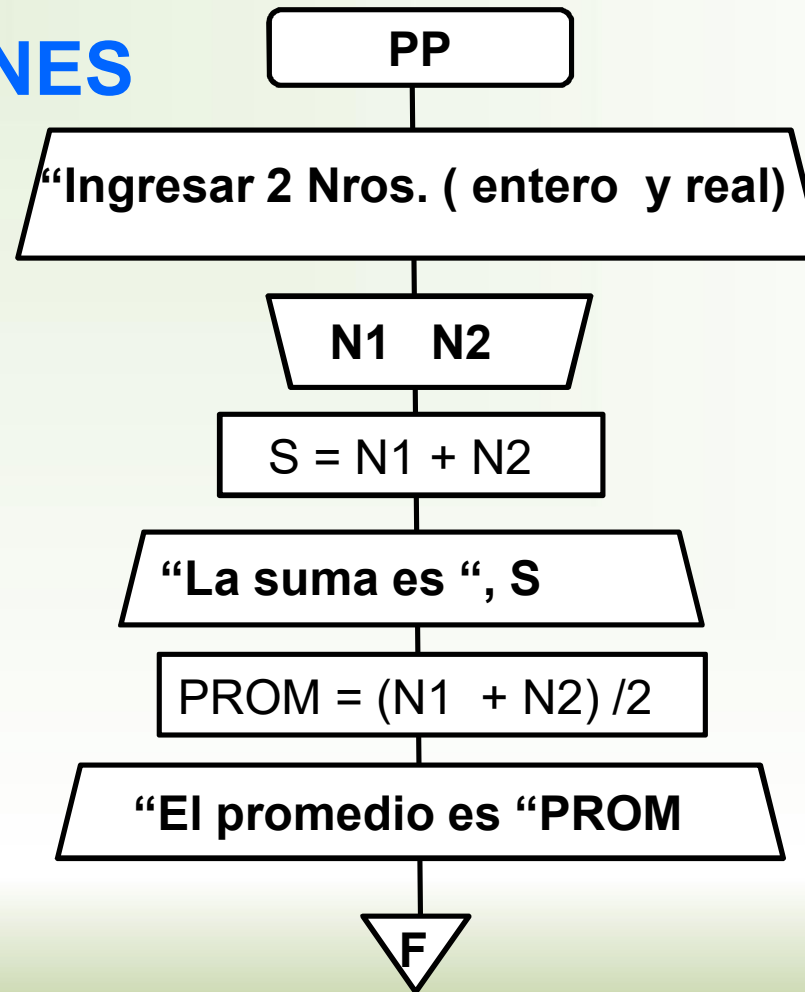 NES
PP
“Ingresar 2 Nros. ( entero y real)
N1 N2
S = N1 + N2
“La suma es “, S
PROM = (N1 + N2) /2
“El promedio es “PROM
F